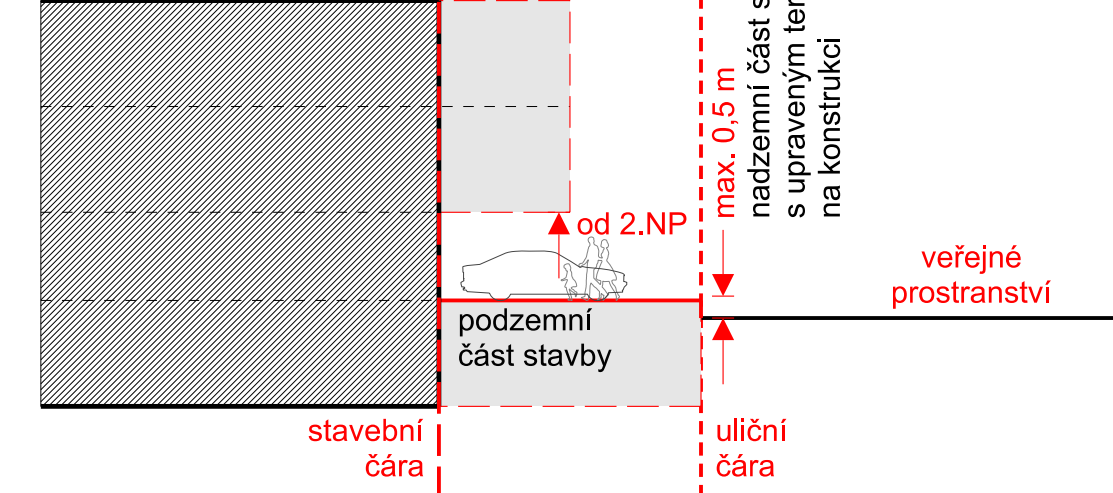 max. 0,5 m
nadzemní část
s upraveným
na konstrukci
od 2.NP
veřejné
prostranství
podzemní
část stavby
stavební
čára
uliční
čára